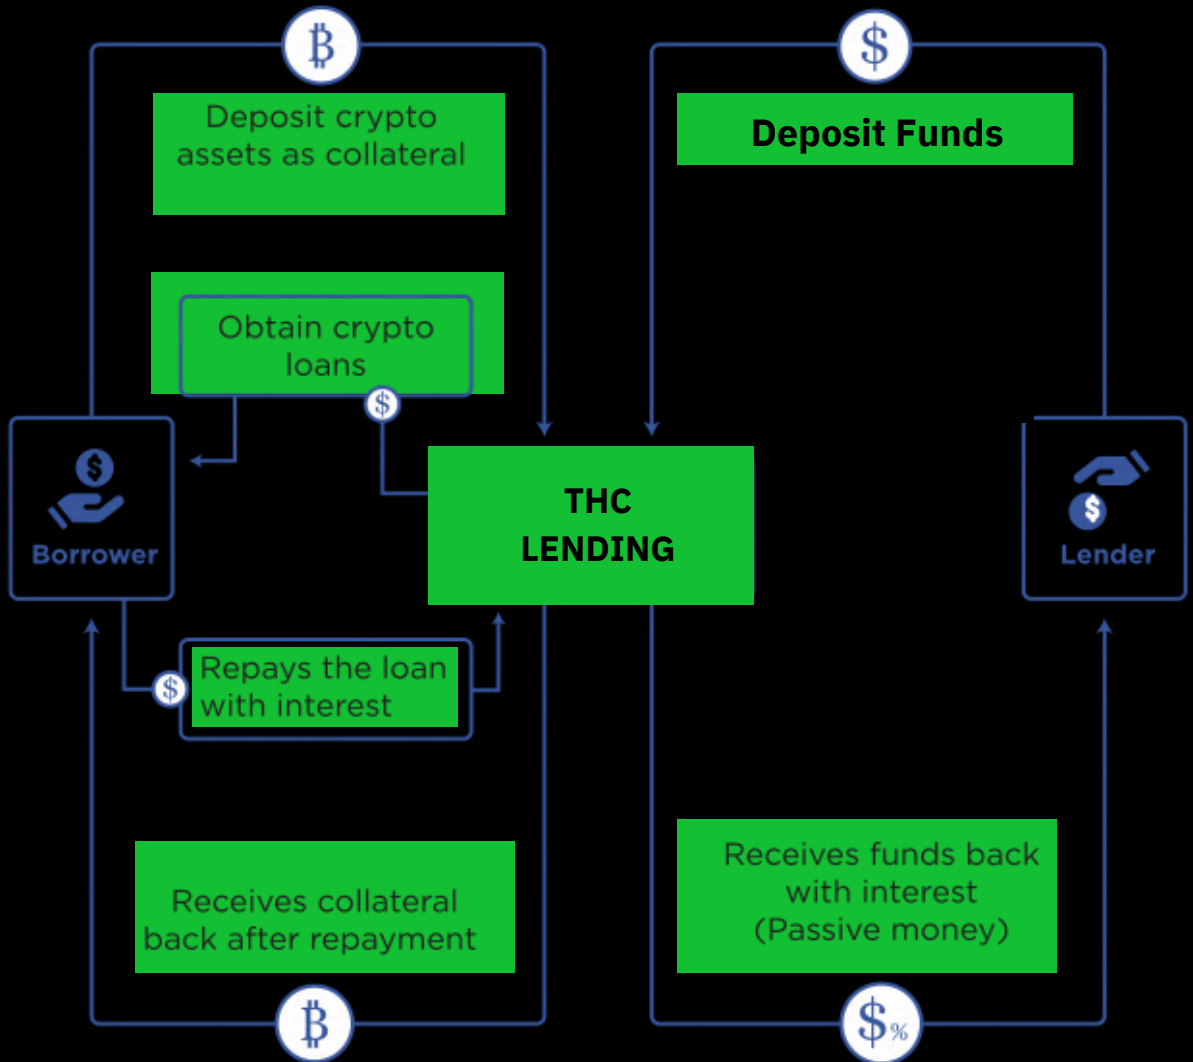 ₿
$
Deposit crypto
assets as collateral
Deposit Funds
Obtain crypto
loans
$
$
Borrower
THC
LENDING
$
Lender
$
Repays the loan
with interest
Receives collateral
back after repayment
Receives funds back
with interest
(Passive money)
₿
$%